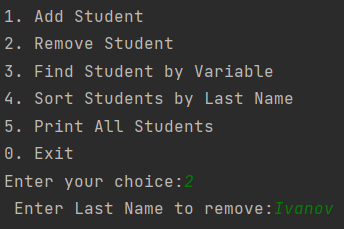 1. Add Student
2. Remove Student
3. Find Student by Variable
4. Sort Students by Last Name
5. Print All Students
0. Exit
Enter your choice:2
 Enter Last Name to remove:Ivanov